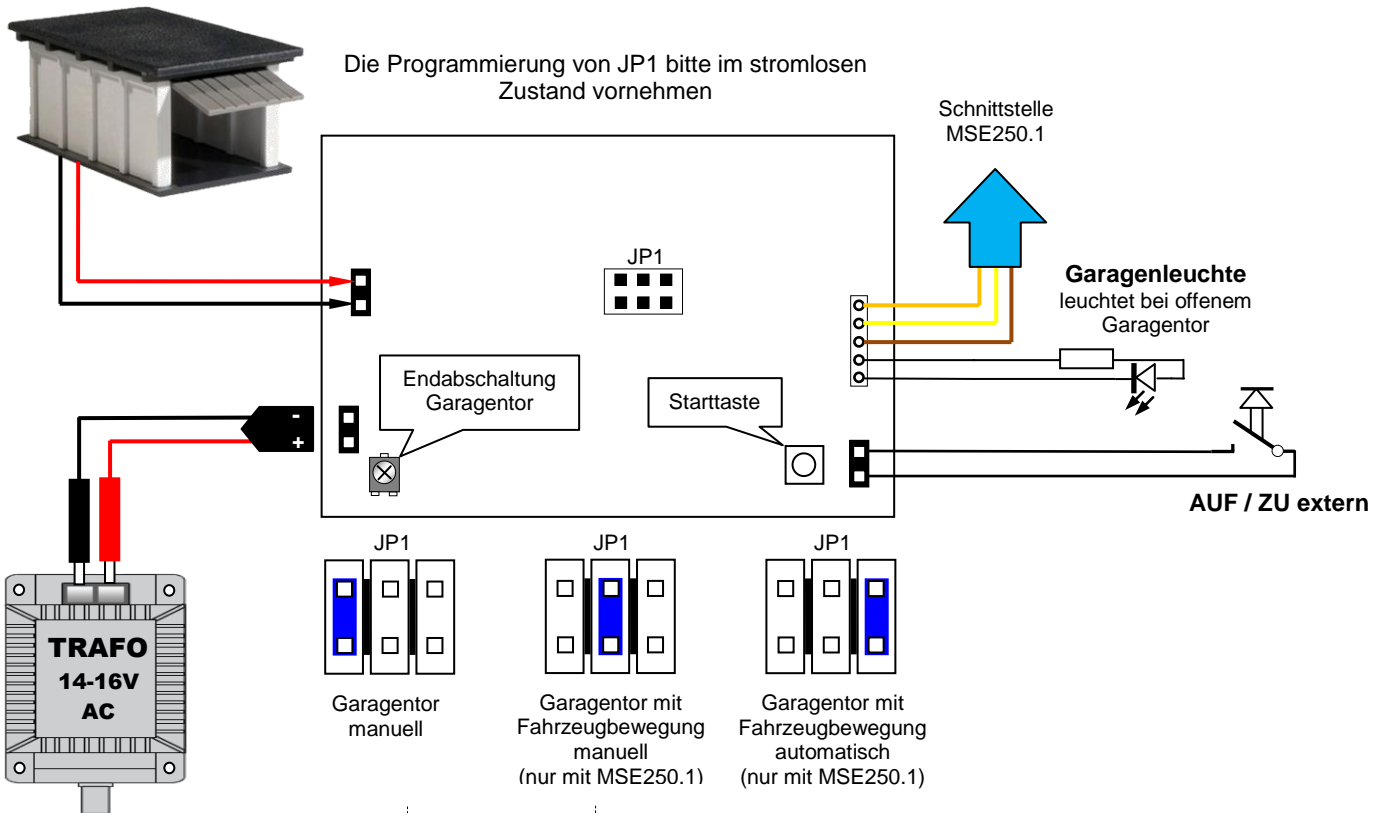 Die Programmierung von JP1 bitte im stromlosen
Zustand vornehmen
Schnittstelle
MSE250.1
JP1
Garagenleuchte
leuchtet bei offenem
Garagentor
Endabschaltung
Garagentor
Starttaste
-
+
AUF / ZU extern
JP1
JP1
JP1
TRAFO
14-16V
AC
Garagentor
manuell
Garagentor mit
Fahrzeugbewegung
manuell
(nur mit MSE250.1)
Garagentor mit
Fahrzeugbewegung
automatisch
(nur mit MSE250.1)